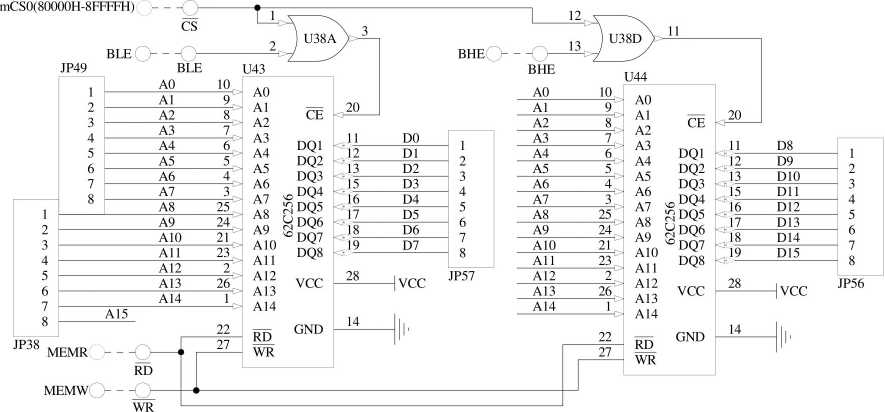 mCS0(80000H-8FFFFH) CS 1 2 U38A 3 12 13 U38D 11
BLE BLE BHE BHE
JP49 U43 U44
1 A0 10 A0
2 A1 9 A1
3 A2 8 A2
4 A3 7 A3
5 A4 6 A4
6 A5 5 A5
7 A6 4 A6
8 A7 3 A7
1 A8 25 A8
2 A9 24 A9
3 A10 21 A10
4 A11 23 A11
5 A12 2 A12
6 A13 26 A13
7 A14 1 A14
8 A15
JP38
62C256
CE 20
DQ1 11 D0 1
DQ2 12 D1 2
DQ3 13 D2 3
DQ4 15 D3 4
DQ5 16 D4 5
DQ6 17 D5 6
DQ7 18 D6 7
DQ8 19 D7 8
JP57
VCC 28 VCC
GND 14
22 RD
27 WR
MEMR RD
MEMW WR
A0 10 A0
A1 9 A1
A2 8 A2
A3 7 A3
A4 6 A4
A5 5 A5
A6 4 A6
A7 3 A7
A8 25 A8
A9 24 A9
A10 21 A10
A11 23 A11
A12 2 A12
A13 26 A13
A14 1 A14
62C256
CE 20
DQ1 11 D8 1
DQ2 12 D9 2
DQ3 13 D10 3
DQ4 15 D11 4
DQ5 16 D12 5
DQ6 17 D13 6
DQ7 18 D14 7
DQ8 19 D15 8
JP56
VCC 28 VCC
GND 14
22 RD
27 WR